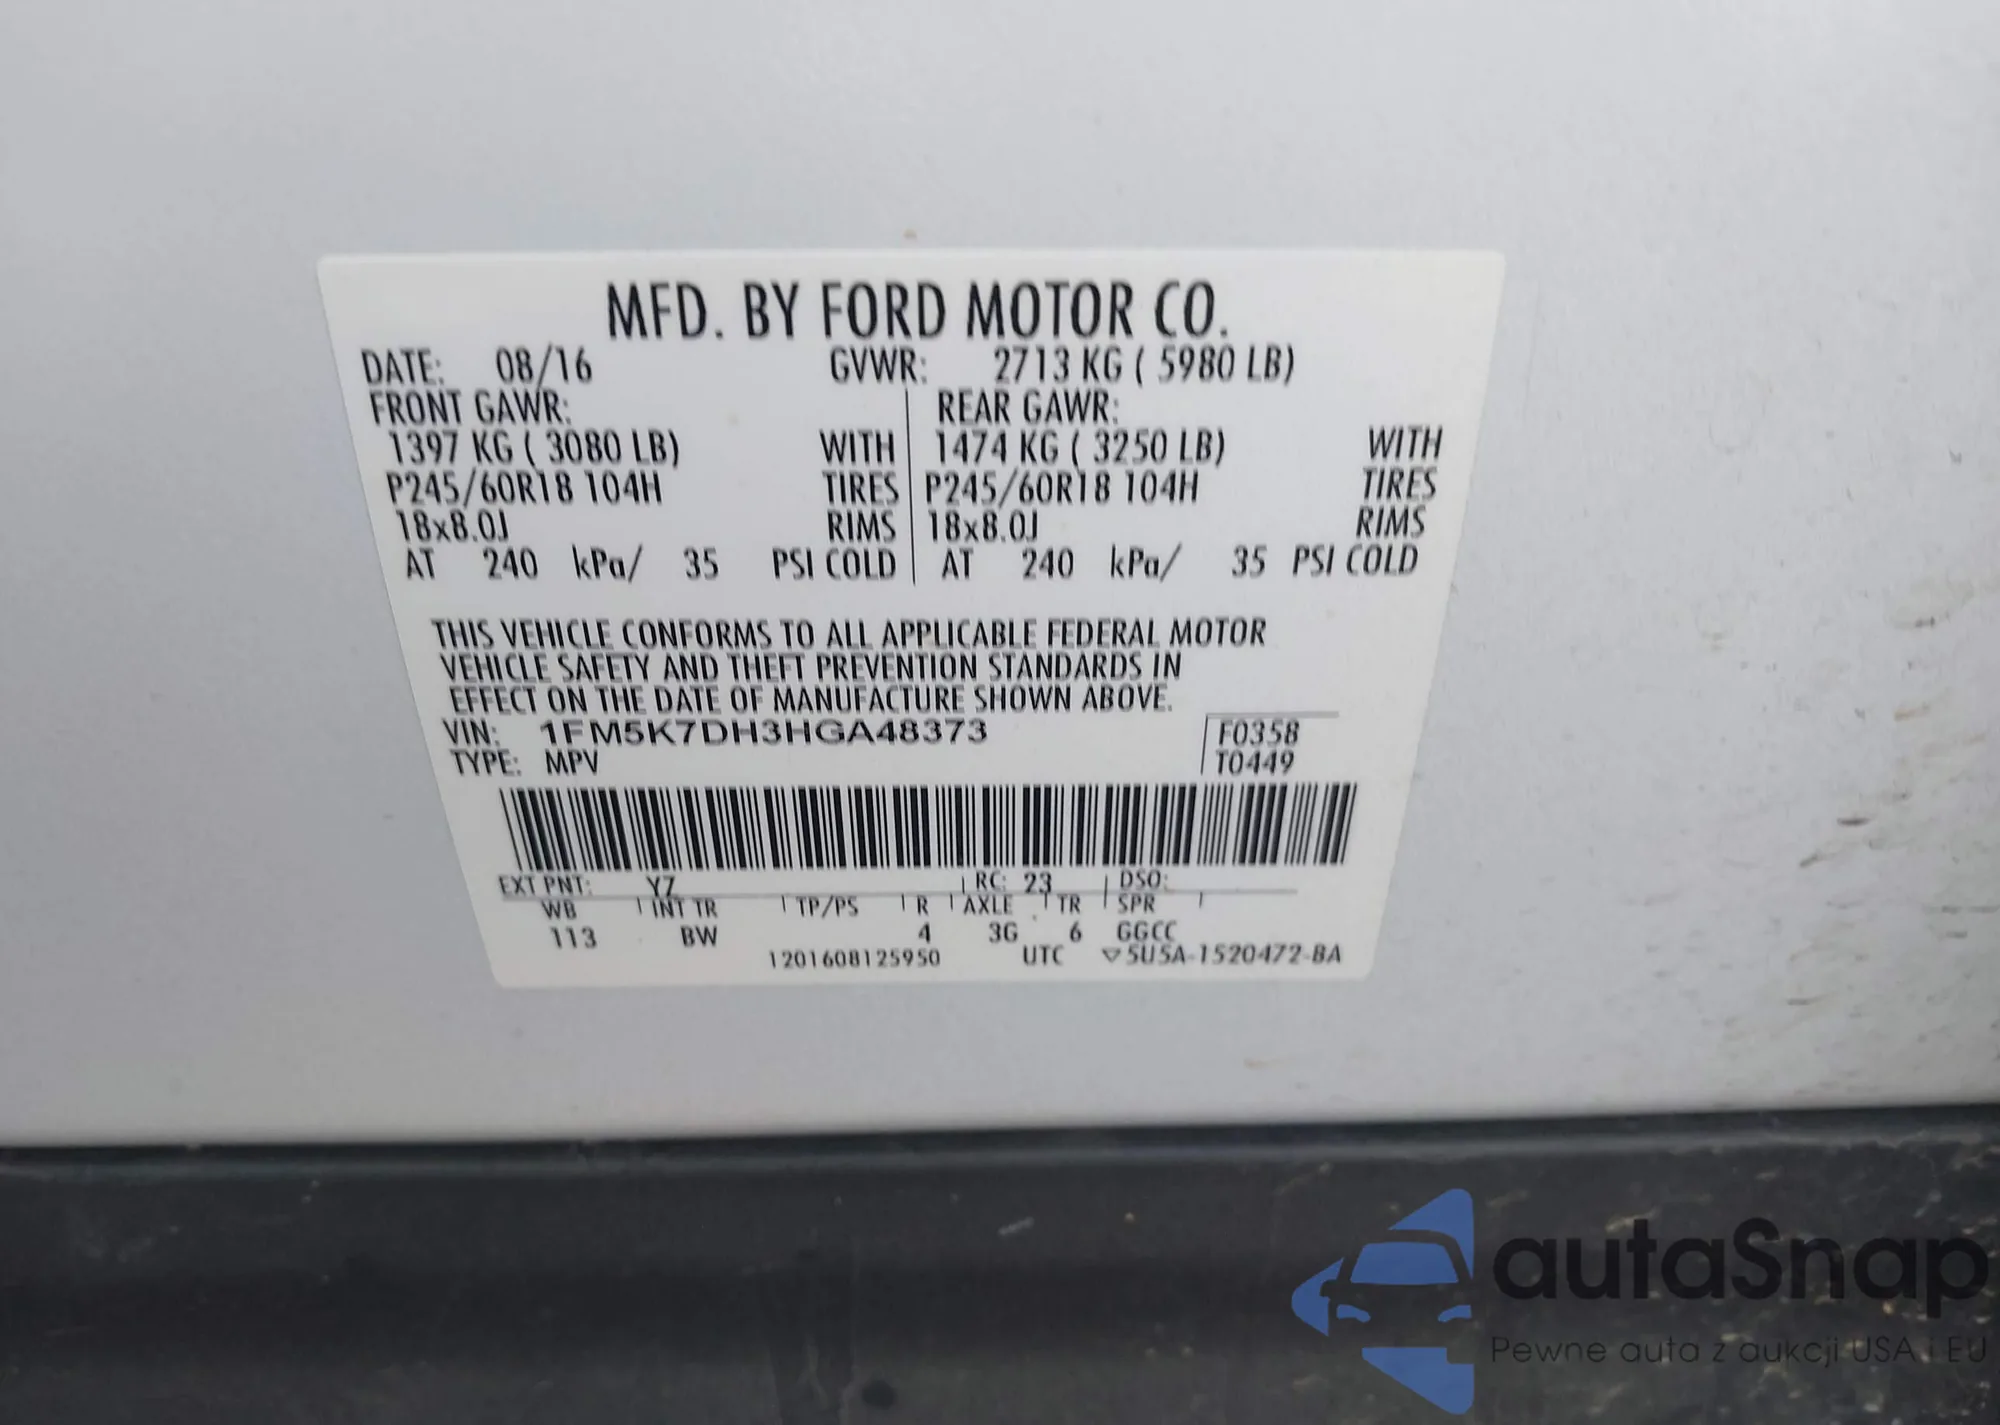 MFD. BY FORD MOTOR CO.
DATE: 08/16 GVWR: 2713 KG ( 5980 LB)
FRONT GAWR: REAR GAWR:
1397 KG ( 3080 LB) WITH 1474 KG ( 3250 LB) WITH
P245/60R18 104H TIRES P245/60R18 104H TIRES
18x8.0J RIMS 18x8.0J RIMS
AT 240 kPa/ 35 PSI COLD AT 240 kPa/ 35 PSI COLD
THIS VEHICLE CONFORMS TO ALL APPLICABLE FEDERAL MOTOR
VEHICLE SAFETY AND THEFT PREVENTION STANDARDS IN
EFFECT ON THE DATE OF MANUFACTURE SHOWN ABOVE.
VIN: 1FM5K7DH3HGA48373 F0358
TYPE: MPV T0449
EXT PNT: YZ RC: 23 DSO:
WB INT TR TP/PS R AXLE TR SPR
113 BW 4 3G 6 GGCC
1201608125950 UTC ▽5U5A-1520472-BA
autaSnap
Pewne auta z aukcji USA i EU